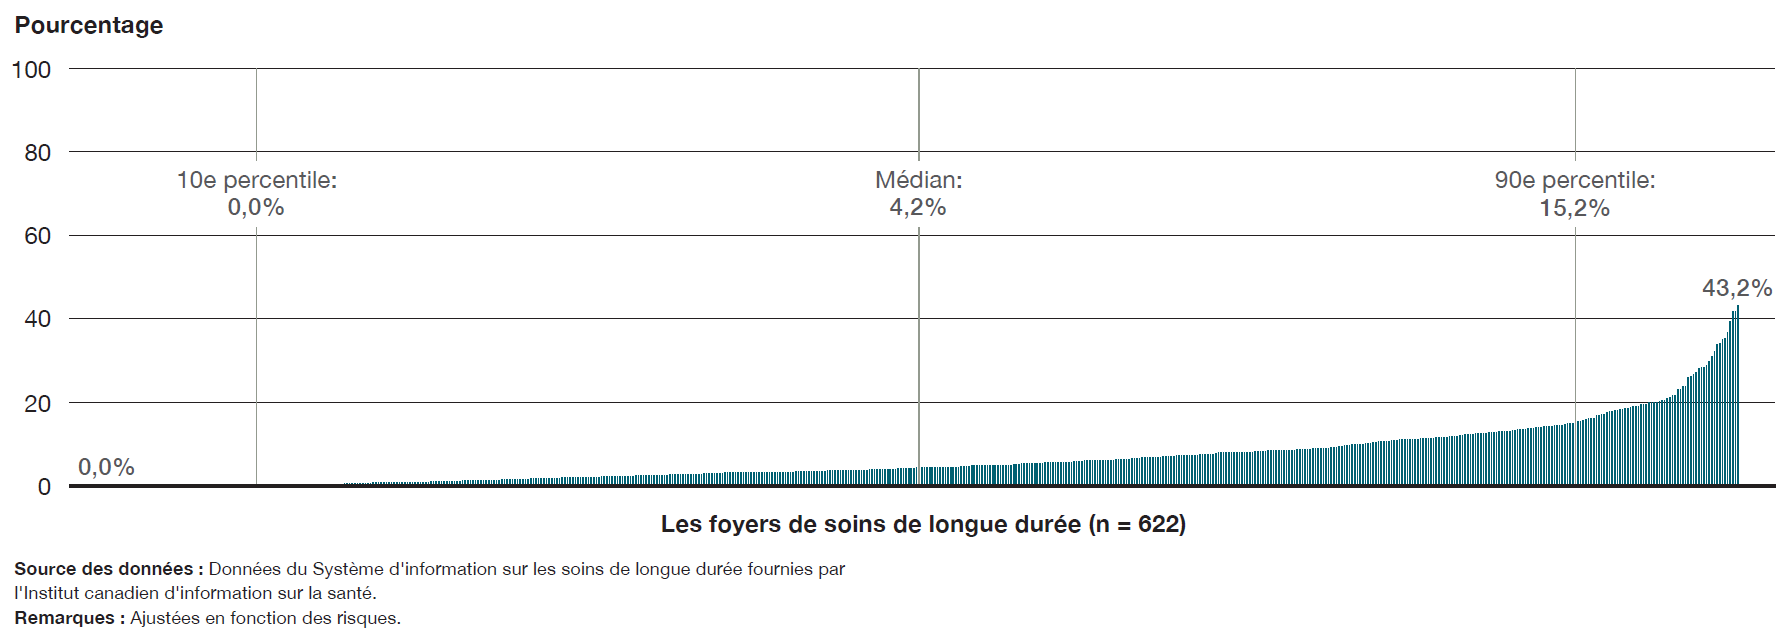 Pourcentage
100
80
10e percentile:
0,0%
Médian:
4,2%
90e percentile:
15,2%
60
43,2%
40
20
0,0%
0
Les foyers de soins de longue durée (n = 622)
Source des données : Données du Système d'information sur les soins de longue durée fournies par
l'Institut canadien d'information sur la santé.
Remarques : Ajustées en fonction des risques.